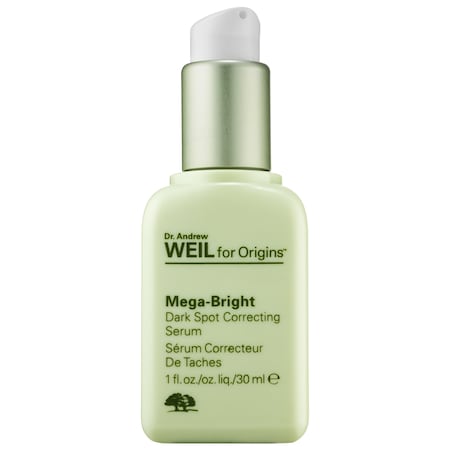 Dr. Andrew
WEIL for Origins™
Mega-Bright
Dark Spot Correcting
Serum
Sérum Correcteur
De Taches
1 fl. oz./oz. liq./30 ml ℮